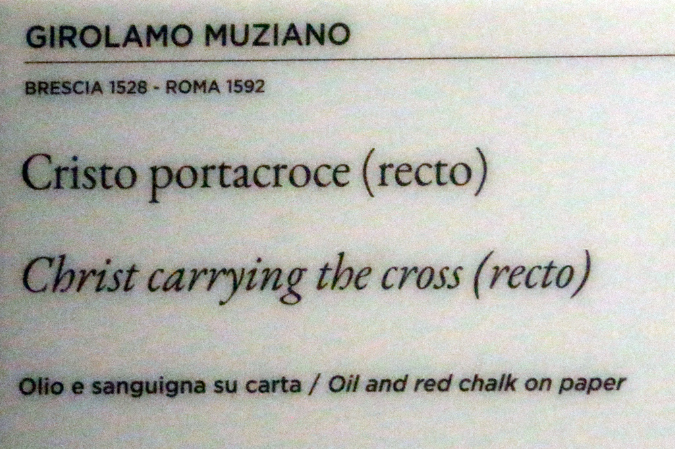 GIROLAMO MUZIANO
BRESCIA 1528 - ROMA 1592
Cristo portacroce (recto)
Christ carrying the cross (recto)
Olio e sanguigna su carta / Oil and red chalk on paper